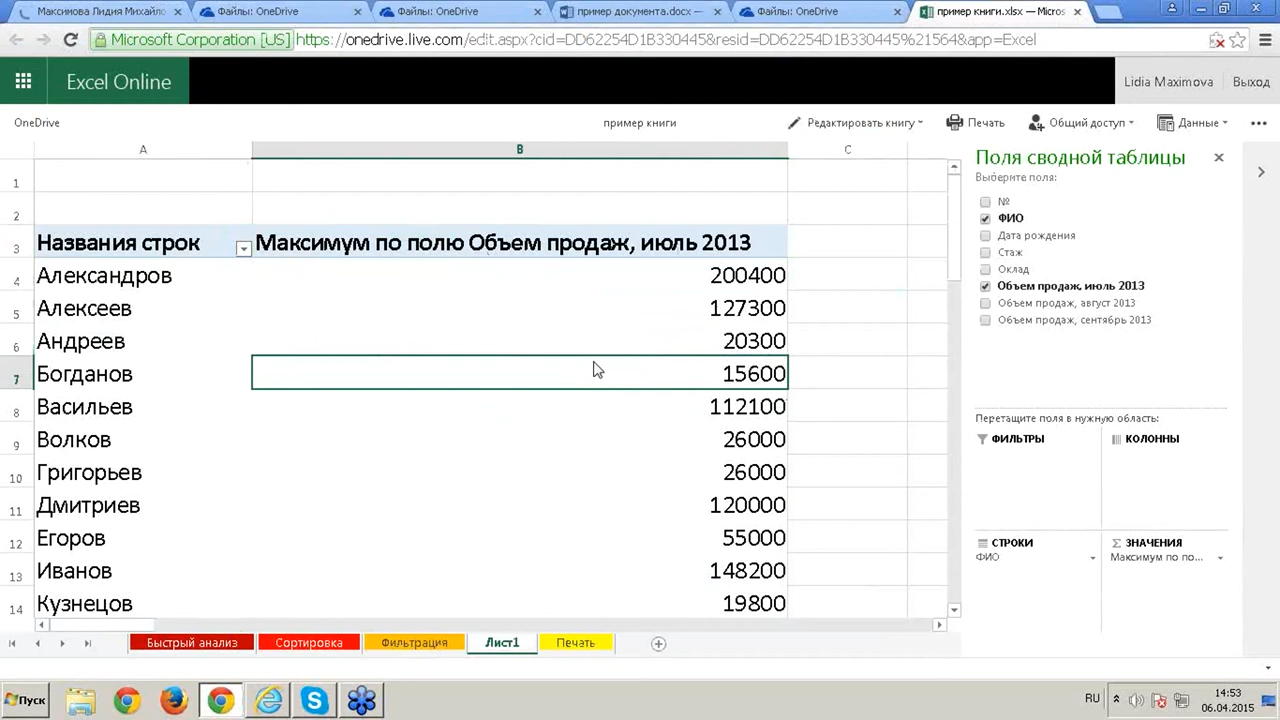 Максимова Лидия Михайло
Файлы: OneDrive
Файлы: OneDrive
пример документа.docx —
Файлы: OneDrive
пример книги.xlsx — Micros
Microsoft Corporation [US] https://onedrive.live.com/edit.aspx?cid=DD62254D1B330445&resid=DD62254D1B330445%21564&app=Excel
Excel Online
Lidia Maximova
Выход
OneDrive
пример книги
Редактировать книгу
Печать
Общий доступ
Данные
A
B
C
Поля сводной таблицы
Выберите поля:
№
ФИО
Дата рождения
Стаж
Оклад
Объем продаж, июль 2013
Объем продаж, август 2013
Объем продаж, сентябрь 2013
1
2
3 Названия строк Максимум по полю Объем продаж, июль 2013
4 Александров 200400
5 Алексеев 127300
6 Андреев 20300
7 Богданов 15600
8 Васильев 112100
9 Волков 26000
10 Григорьев 26000
11 Дмитриев 120000
12 Егоров 55000
13 Иванов 148200
14 Кузнецов 19800
Перетащите поля в нужную область:
ФИЛЬТРЫ
КОЛОННЫ
СТРОКИ
ФИО
Σ ЗНАЧЕНИЯ
Максимум по по...
Быстрый анализ
Сортировка
Фильтрация
Лист1
Печать
Пуск
RU
14:53
06.04.2015